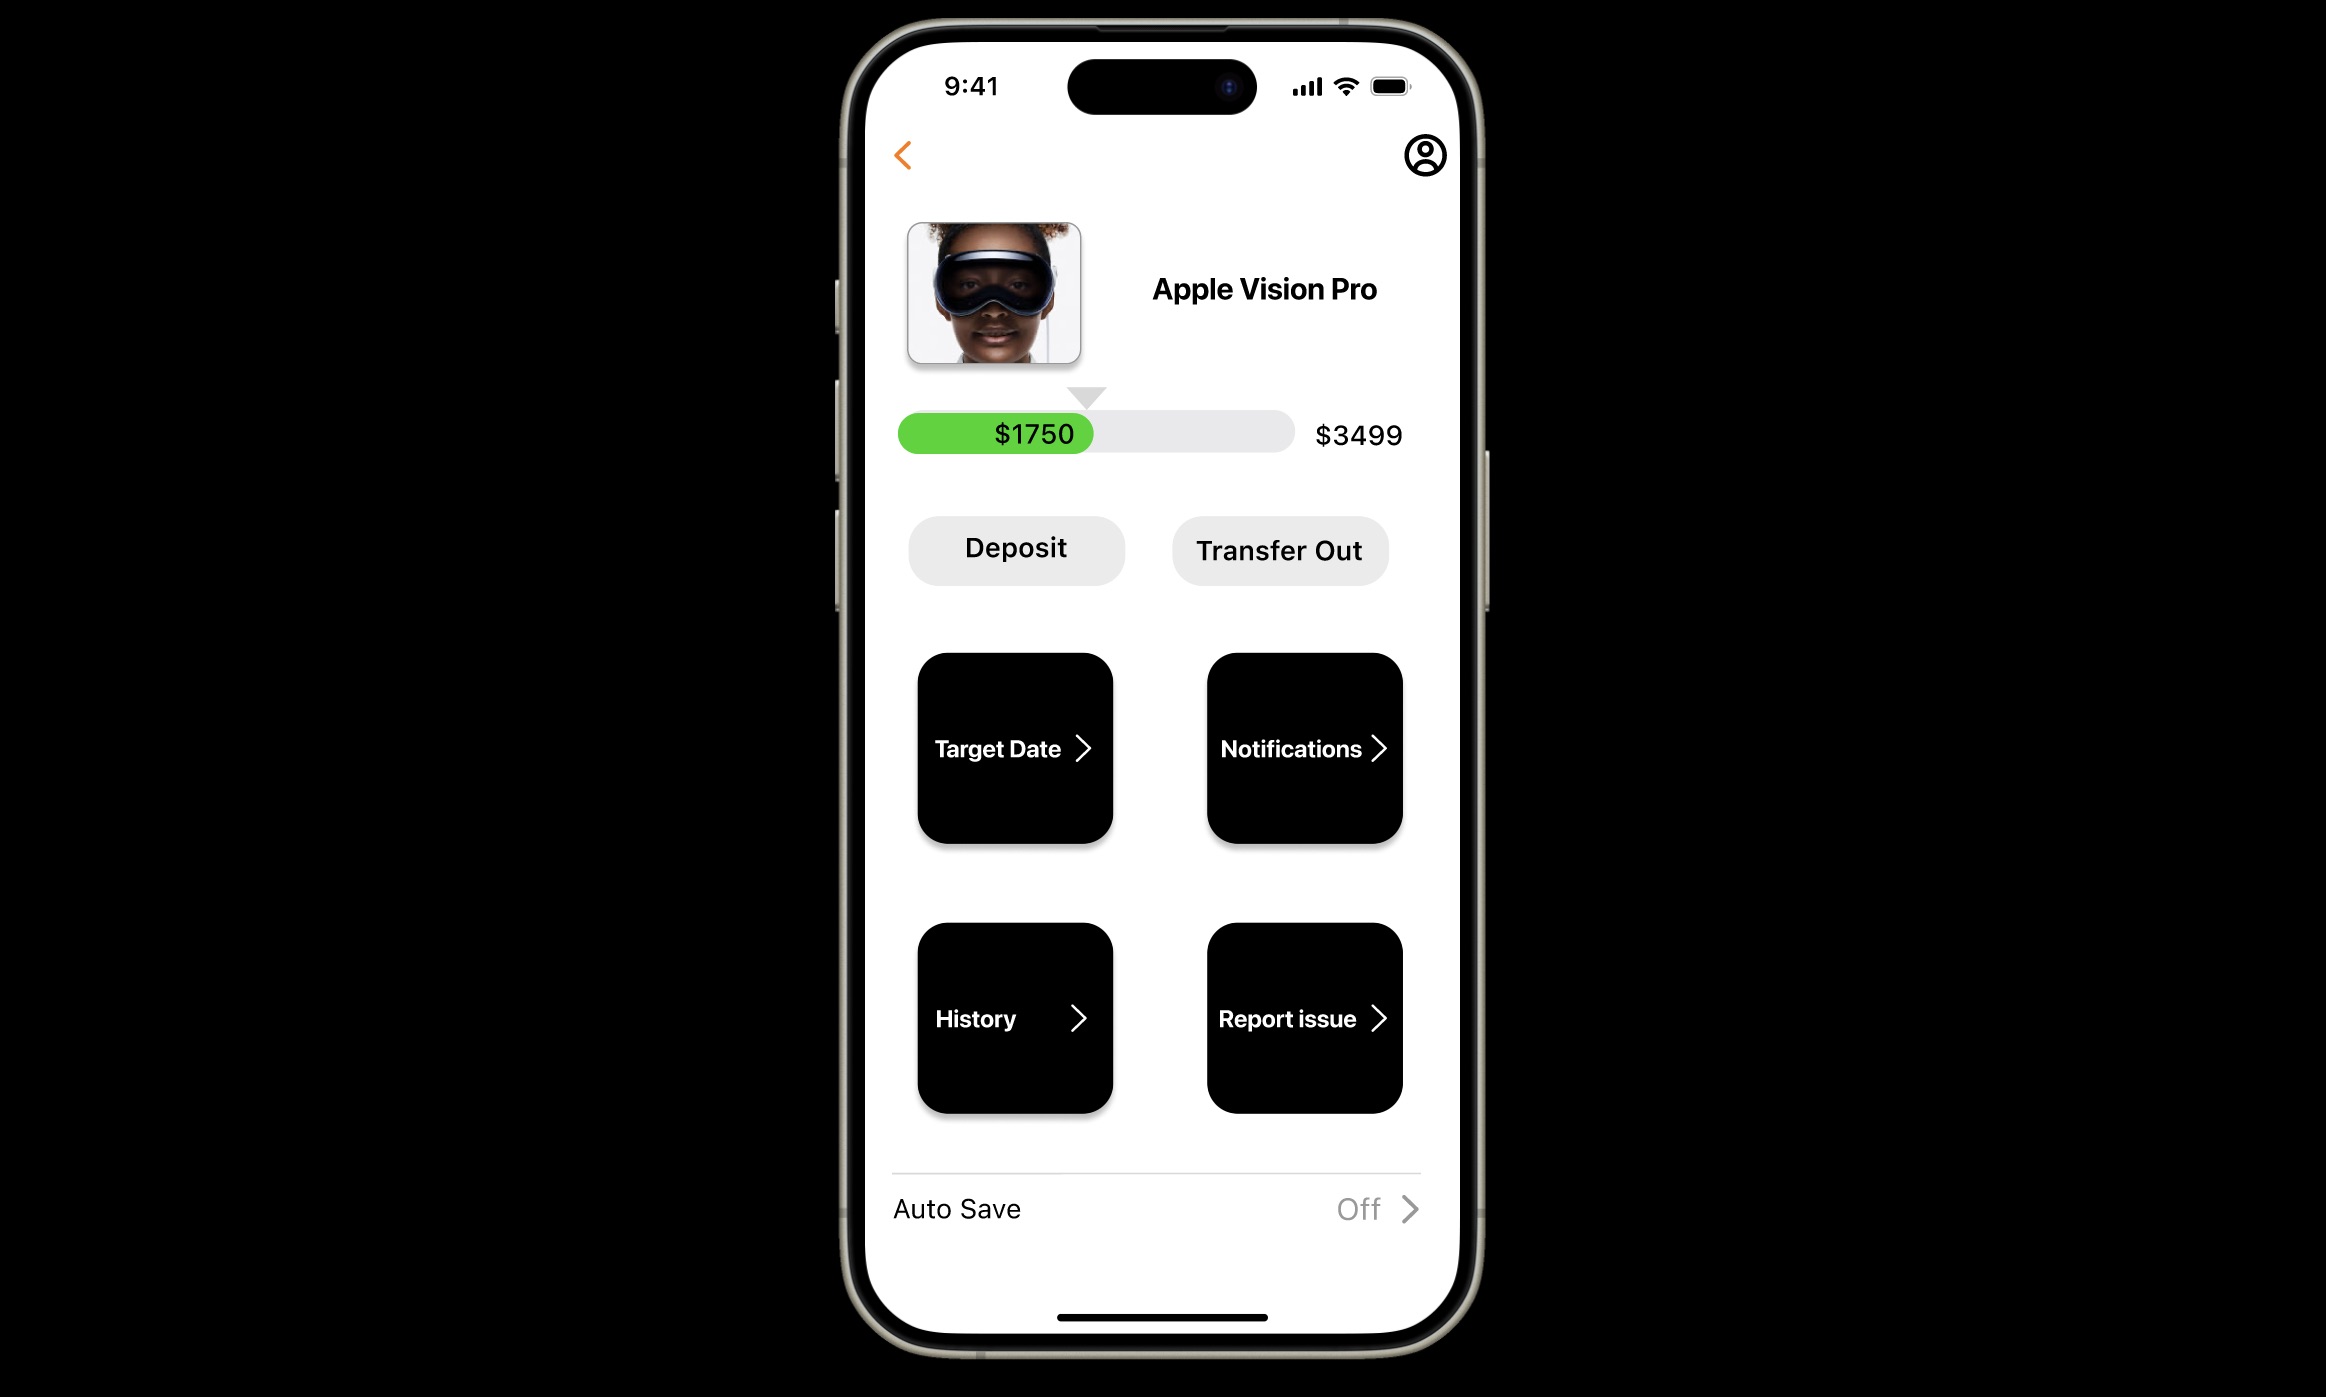 9:41
Apple Vision Pro
$1750 $3499
Deposit Transfer Out
Target Date Notifications
History Report issue
Auto Save Off